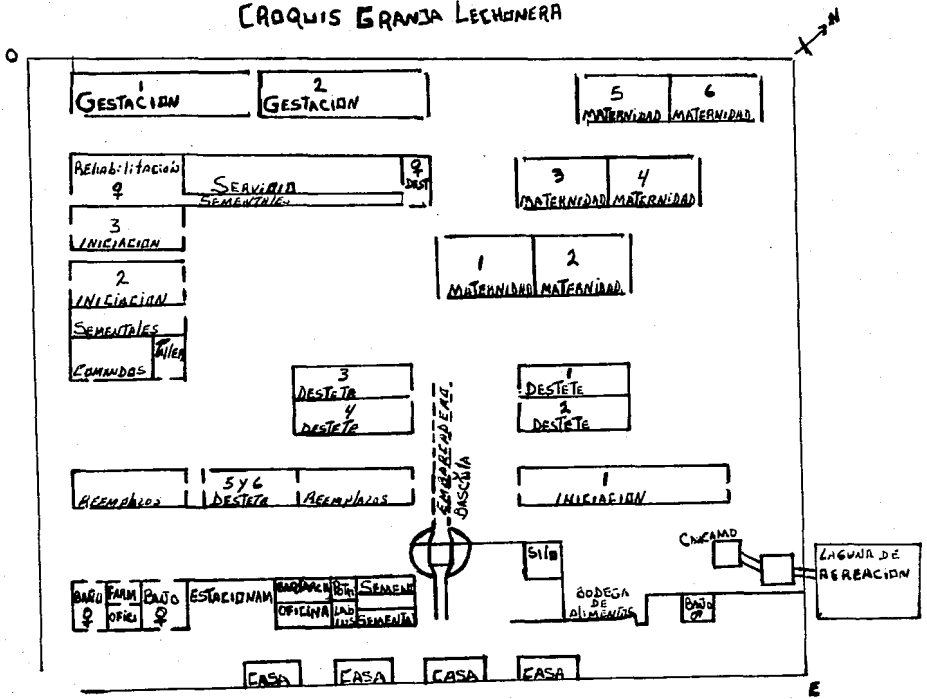 CROQUIS GRANJA LECHONERA
N
O
1
GESTACION
2
GESTACION
5
MATERNIDAD
6
MATERNIDAD
REHABILITACION
♀
SERVICIO
SEMENTALES
♀
DEST
3
MATERNIDAD
4
MATERNIDAD
3
INICIACION
1
MATERNIDAD
2
MATERNIDAD.
2
INICIACION
SEMENTALES
TALLER
COMANDOS
3
DESTETE
4
DESTETE
1
DESTETE
2
DESTETE
EMBARCADERO
Y
BASCULA
REEMPLAZOS
5 Y 6
DESTETE
REEMPLAZOS
1
INICIACION
SILO
CARCAMO
LAGUNA DE
AEREACION
BAÑO
♀
FARM
OFICI
BAÑO
♀
ESTACIONAM
OFICINA
LAB
SEMEN
SEMENTA
BODEGA
DE
ALIMENTOS
BAÑO
CASA
CASA
CASA
CASA
E